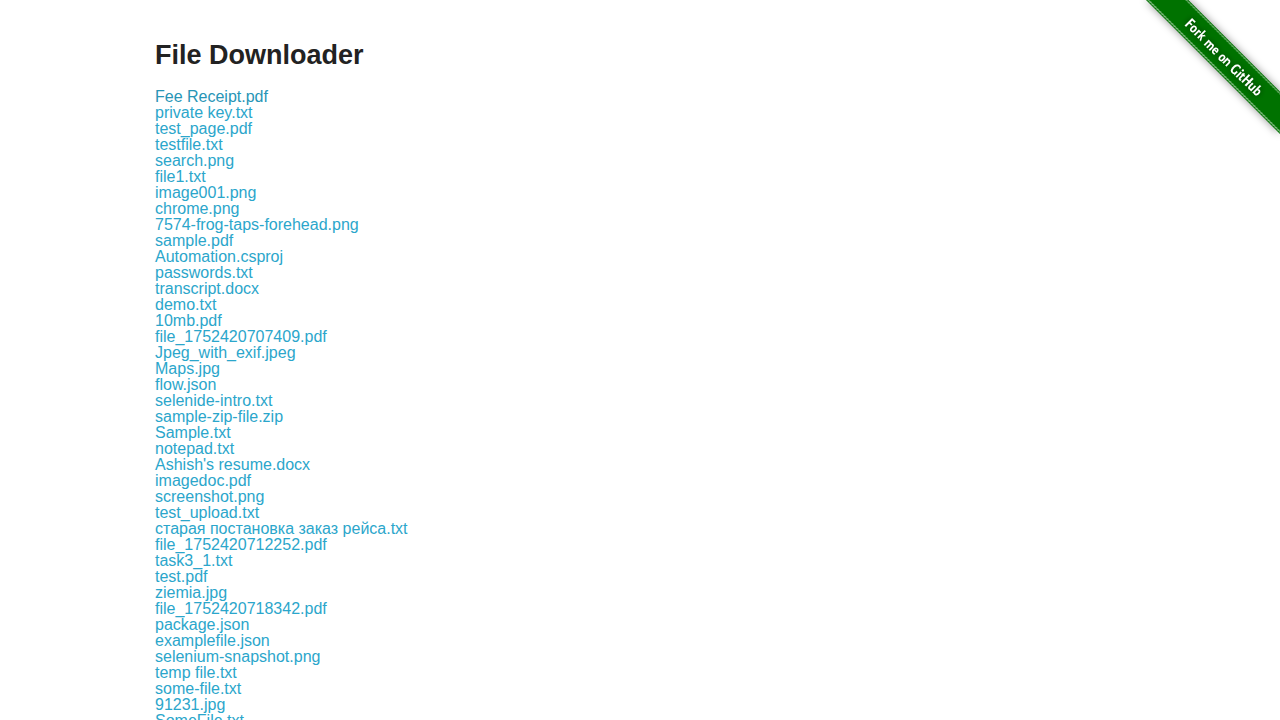 File Downloader
Fork me on GitHub
Fee Receipt.pdf
private key.txt
test_page.pdf
testfile.txt
search.png
file1.txt
image001.png
chrome.png
7574-frog-taps-forehead.png
sample.pdf
Automation.csproj
passwords.txt
transcript.docx
demo.txt
10mb.pdf
file_1752420707409.pdf
Jpeg_with_exif.jpeg
Maps.jpg
flow.json
selenide-intro.txt
sample-zip-file.zip
Sample.txt
notepad.txt
Ashish's resume.docx
imagedoc.pdf
screenshot.png
test_upload.txt
старая постановка заказ рейса.txt
file_1752420712252.pdf
task3_1.txt
test.pdf
ziemia.jpg
file_1752420718342.pdf
package.json
examplefile.json
selenium-snapshot.png
temp file.txt
some-file.txt
91231.jpg
SomeFile.txt